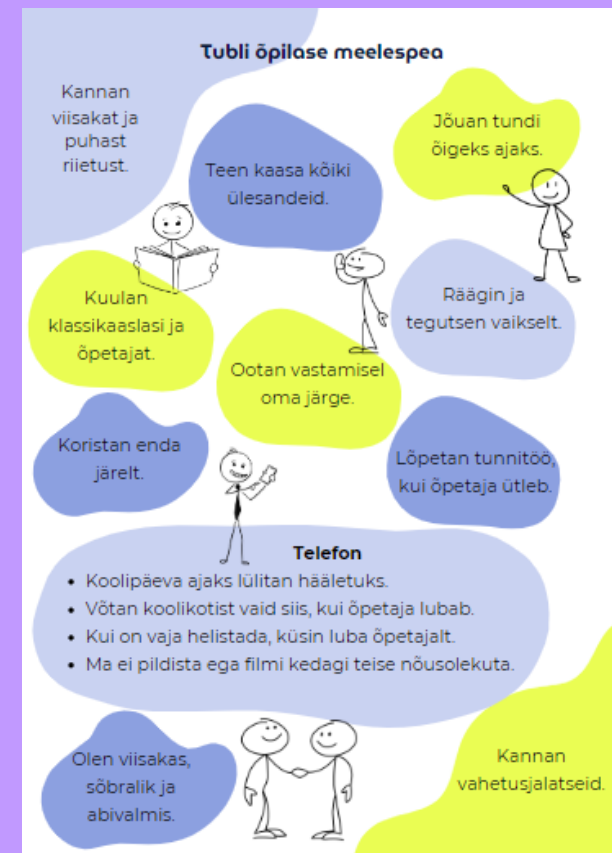 Tubli õpilase meelespea
Kannan
viisakat ja
puhast
riietust.
Teen kaasa kõiki
ülesandeid.
Jõuan tundi
õigeks ajaks.
Kuulan
klassikaaslasi ja
õpetajat.
Ootan vastamisel
oma järge.
Räägin ja
tegutsen vaikselt.
Koristan enda
järelt.
Lõpetan tunnitöö,
kui õpetaja ütleb.
Telefon
• Koolipäeva ajaks lülitan hääletuks.
• Võtan koolikotist vaid siis, kui õpetaja lubab.
• Kui on vaja helistada, küsin luba õpetajalt.
• Ma ei pildista ega filmi kedagi teise nõusolekuta.
Olen viisakas,
sõbralik ja
abivalmis.
Kannan
vahetusjalatseid.